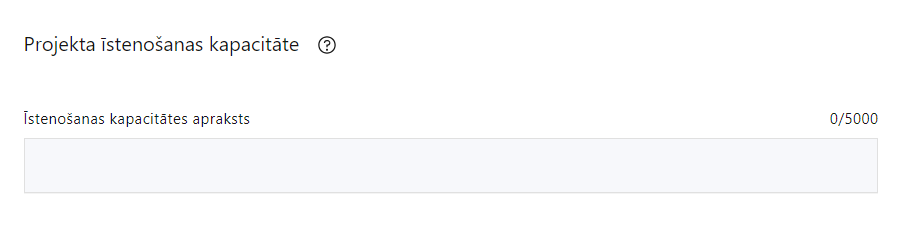 Projekta īstenošanas kapacitāte ?
Īstenošanas kapacitātes apraksts 0/5000